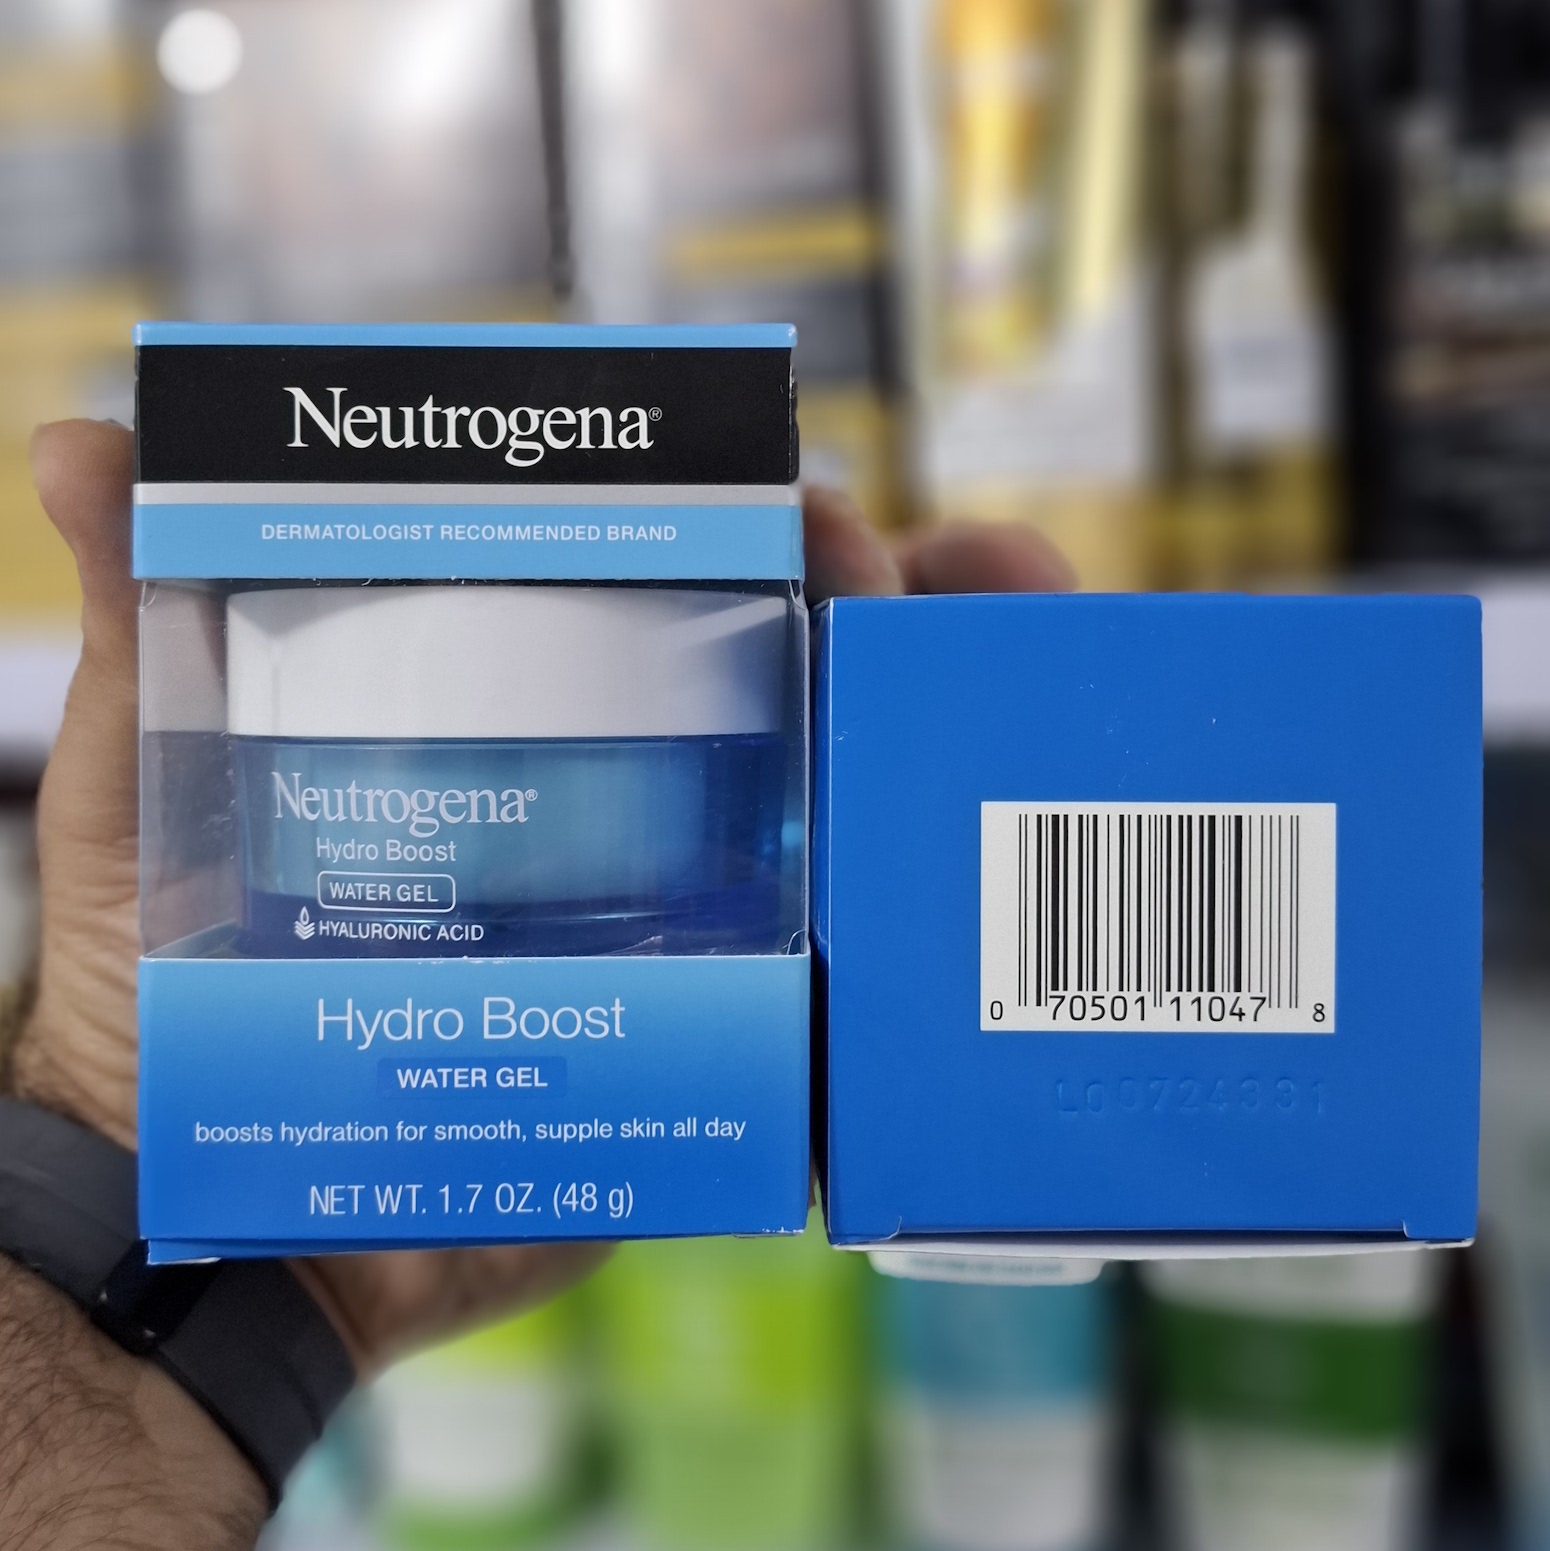 Neutrogena®
DERMATOLOGIST RECOMMENDED BRAND
Neutrogena®
Hydro Boost
WATER GEL
HYALURONIC ACID
Hydro Boost
WATER GEL
boosts hydration for smooth, supple skin all day
NET WT. 1.7 OZ. (48 g)
0 70501 11047 8